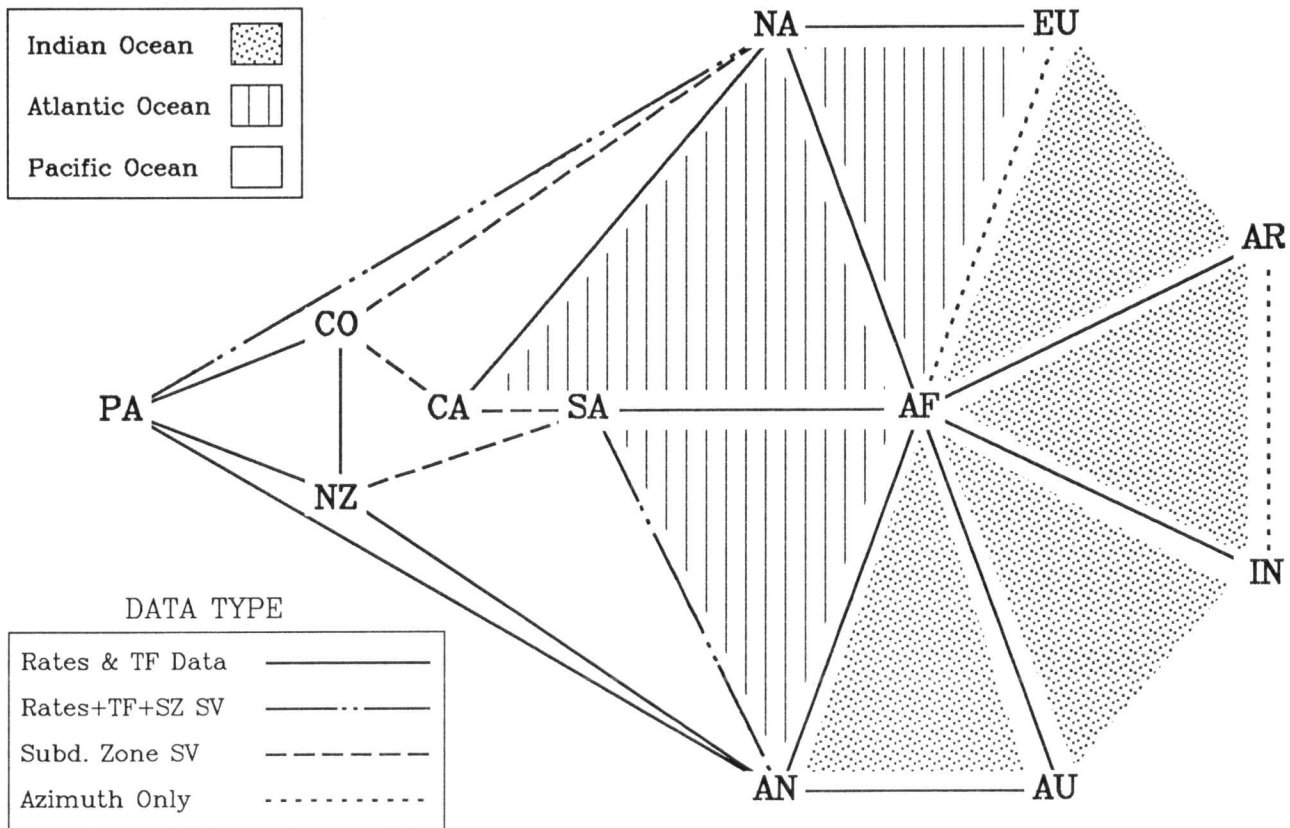 Indian Ocean
Atlantic Ocean
Pacific Ocean
NA
EU
AR
CO
PA
CA
SA
AF
NZ
IN
AN
AU
DATA TYPE
Rates & TF Data
Rates+TF+SZ SV
Subd. Zone SV
Azimuth Only